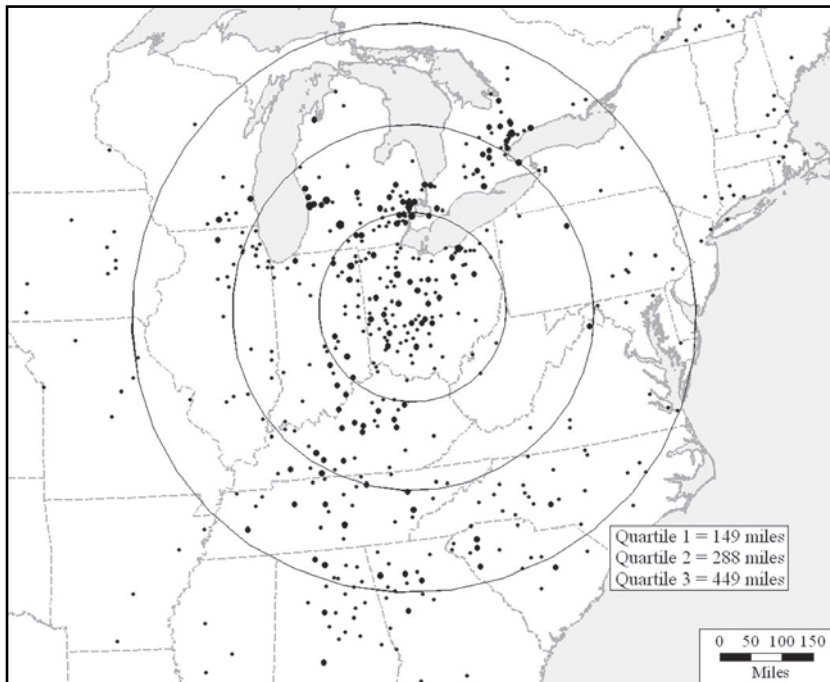 Quartile 1 = 149 miles
Quartile 2 = 288 miles
Quartile 3 = 449 miles
0 50 100 150
Miles